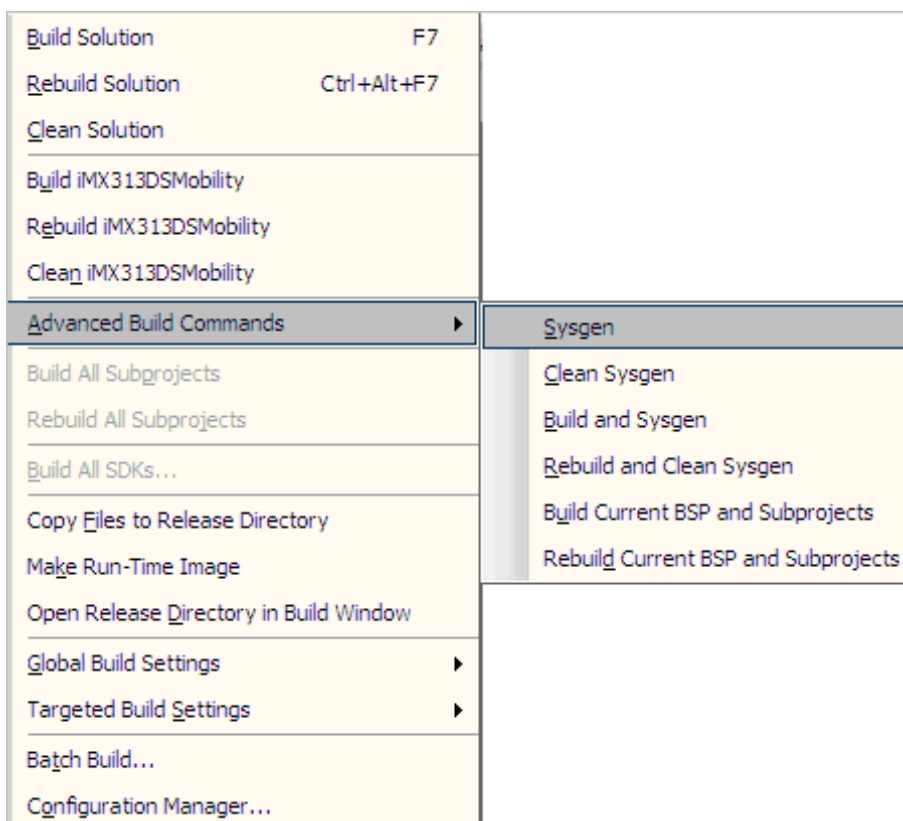 Build Solution F7
Rebuild Solution Ctrl+Alt+F7
Clean Solution
Build iMX313DSMobility
Rebuild iMX313DSMobility
Clean iMX313DSMobility
Advanced Build Commands
Build All Subprojects
Rebuild All Subprojects
Build All SDKs...
Copy Files to Release Directory
Make Run-Time Image
Open Release Directory in Build Window
Global Build Settings
Targeted Build Settings
Batch Build...
Configuration Manager...
Sysgen
Clean Sysgen
Build and Sysgen
Rebuild and Clean Sysgen
Build Current BSP and Subprojects
Rebuild Current BSP and Subprojects